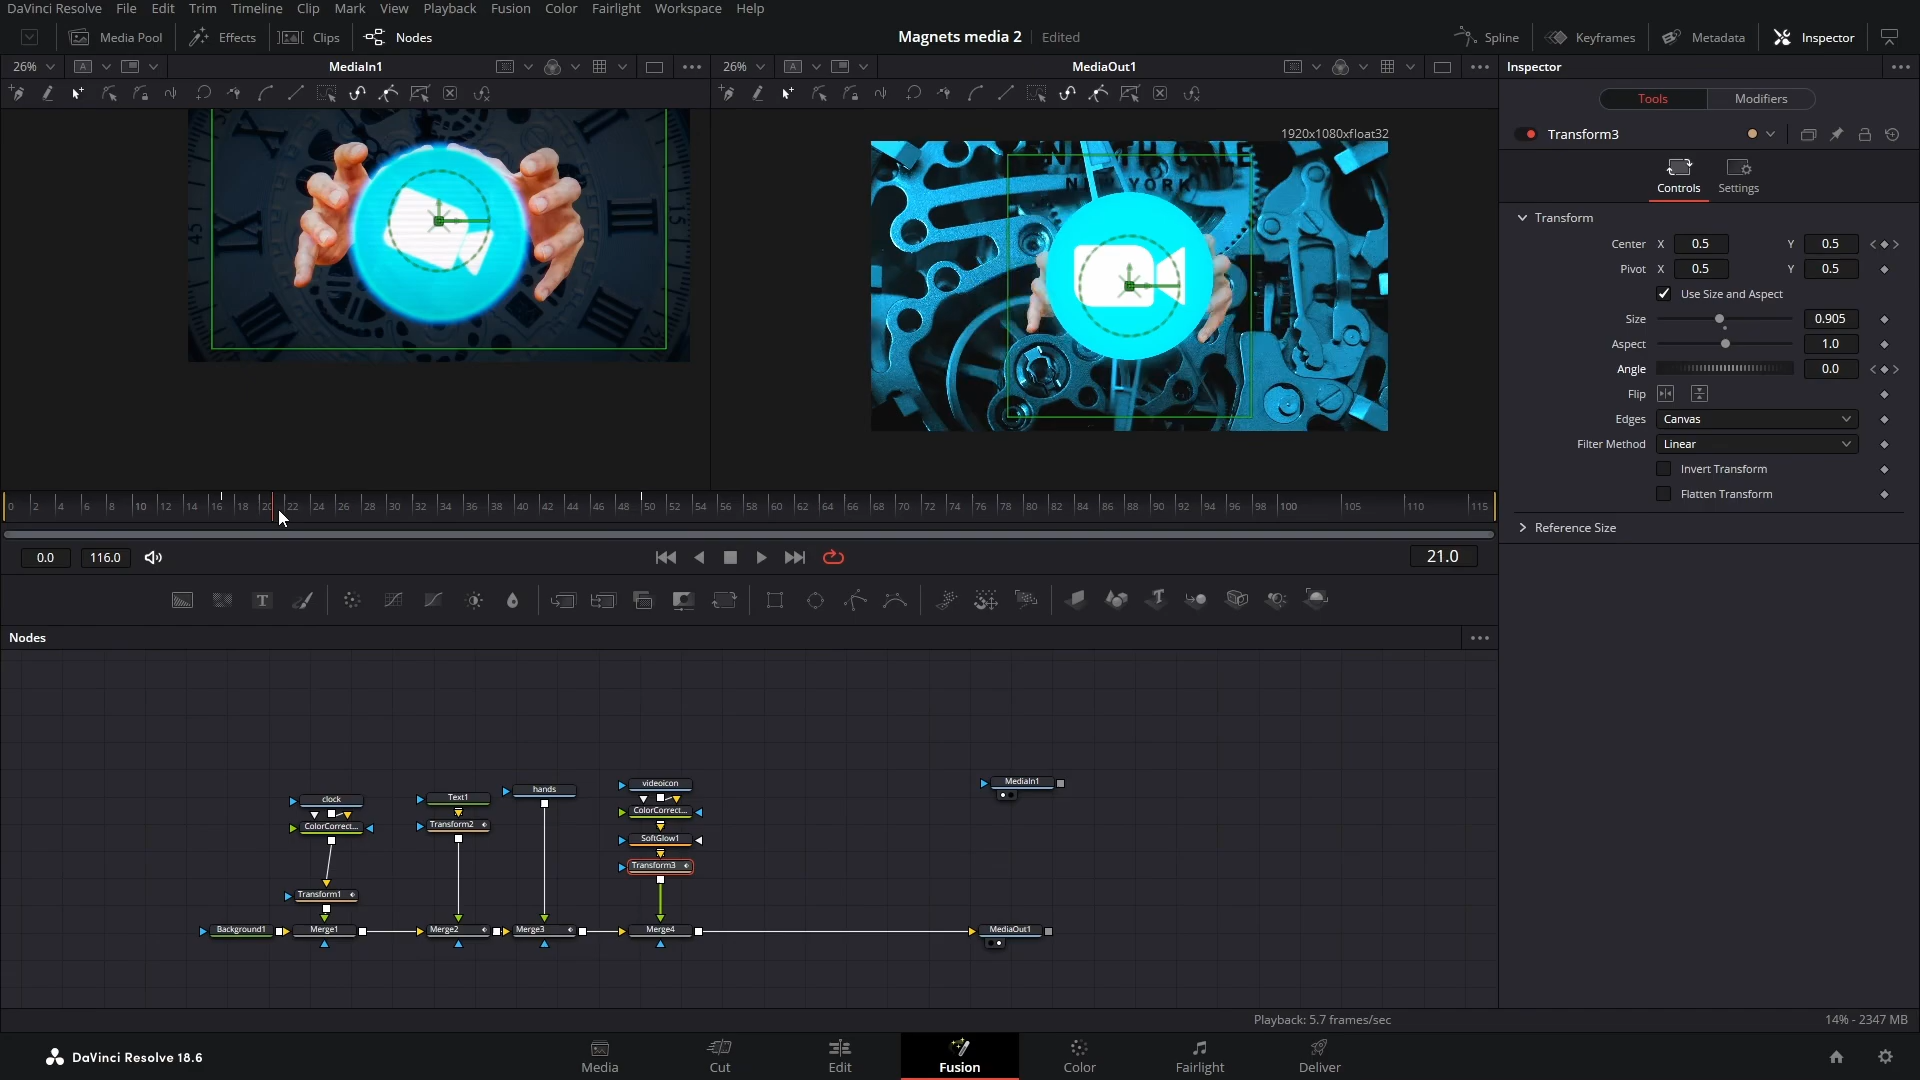 DaVinci Resolve File Edit Trim Timeline Clip Mark View Playback Fusion Color Fairlight Workspace Help
Media Pool Effects Clips Nodes Magnets media 2 Edited Spline Keyframes Metadata Inspector
26% A MediaIn1 26% A MediaOut1 Inspector
Tools Modifiers
1920x1080xfloat32
Transform3
Controls Settings
NEW YORK
Transform
Center X 0.5 Y 0.5
Pivot X 0.5 Y 0.5
Use Size and Aspect
Size 0.905
Aspect 1.0
Angle 0.0
Flip
Edges Canvas
Filter Method Linear
Invert Transform
Flatten Transform
Reference Size
0 2 4 6 8 10 12 14 16 18 20 22 24 26 28 30 32 34 36 38 40 42 44 46 48 50 52 54 56 58 60 62 64 66 68 70 72 74 76 78 80 82 84 86 88 90 92 94 96 98 100 105 110 115
0.0 116.0 21.0
T
Nodes
clock Text1 hands videoicon MediaIn1
ColorCorrect... Transform2 ColorCorrect...
SoftGlow1
Transform3
Transform1
Background1 Merge1 Merge2 Merge3 Merge4 MediaOut1
Playback: 5.7 frames/sec 14% - 2347 MB
DaVinci Resolve 18.6 Media Cut Edit Fusion Color Fairlight Deliver